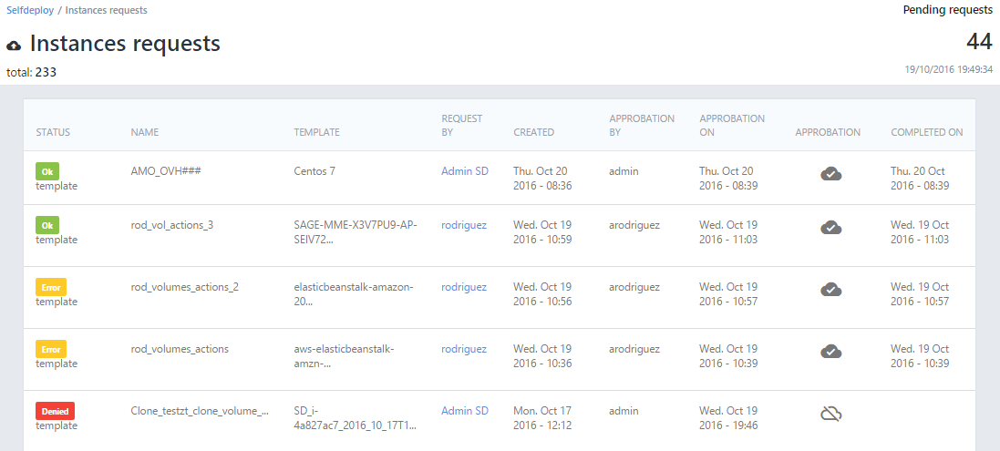 Selfdeploy / Instances requests
Pending requests
Instances requests
44
total: 233
19/10/2016 19:49:34
STATUS NAME TEMPLATE REQUEST BY CREATED APPROBATION BY APPROBATION ON APPROBATION COMPLETED ON
Ok AMO_OVH### Centos 7 Admin SD Thu. Oct 20 admin Thu. Oct 20 Thu. 20 Oct
template 2016 - 08:36 2016 - 08:39 2016 - 08:39
Ok rod_vol_actions_3 SAGE-MME-X3V7PU9-AP- rodriguez Wed. Oct 19 arodriguez Wed. Oct 19 Wed. 19 Oct
template SEIV72... 2016 - 10:59 2016 - 11:03 2016 - 11:03
Error rod_volumes_actions_2 elasticbeanstalk-amazon- rodriguez Wed. Oct 19 arodriguez Wed. Oct 19 Wed. 19 Oct
template 20... 2016 - 10:56 2016 - 10:57 2016 - 10:57
Error rod_volumes_actions aws-elasticbeanstalk- rodriguez Wed. Oct 19 arodriguez Wed. Oct 19 Wed. 19 Oct
template amzn-... 2016 - 10:36 2016 - 10:39 2016 - 10:39
Denied Clone_testzt_clone_volume_... SD_i- Admin SD Mon. Oct 17 admin Wed. Oct 19
template 4a827ac7_2016_10_17T1... 2016 - 12:12 2016 - 19:46